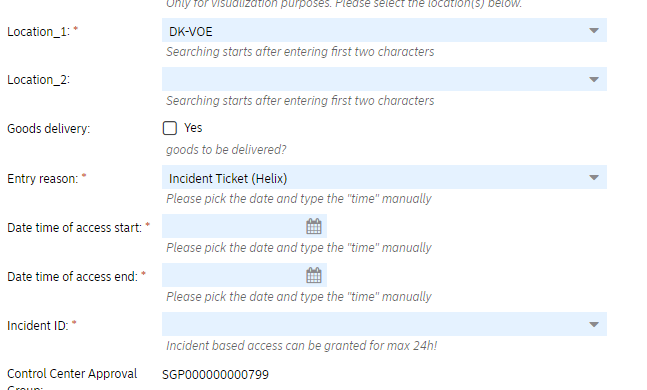 Only for visualization purposes. Please select the location(s) below.
Location_1: * DK-VOE
Searching starts after entering first two characters
Location_2:
Searching starts after entering first two characters
Goods delivery: Yes
goods to be delivered?
Entry reason: * Incident Ticket (Helix)
Please pick the date and type the "time" manually
Date time of access start: *
Please pick the date and type the "time" manually
Date time of access end: *
Please pick the date and type the "time" manually
Incident ID: *
Incident based access can be granted for max 24h!
Control Center Approval SGP000000000799
Group: